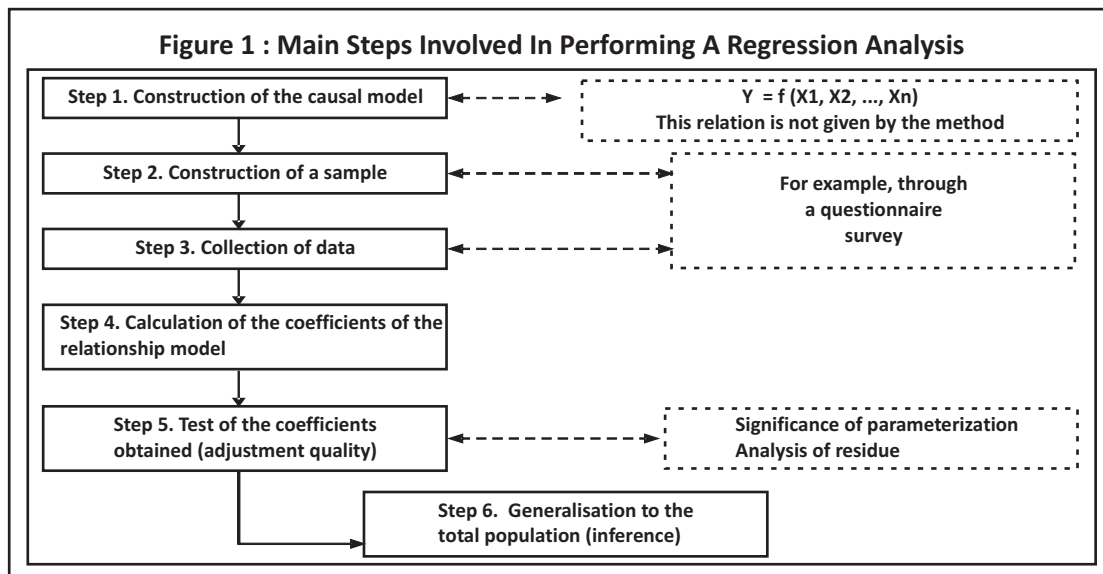 Figure 1 : Main Steps Involved In Performing A Regression Analysis
Step 1. Construction of the causal model
Y = f (X1, X2, ..., Xn)
This relation is not given by the method
Step 2. Construction of a sample
For example, through
a questionnaire
survey
Step 3. Collection of data
Step 4. Calculation of the coefficients of the
relationship model
Step 5. Test of the coefficients
obtained (adjustment quality)
Significance of parameterization
Analysis of residue
Step 6. Generalisation to the
total population (inference)